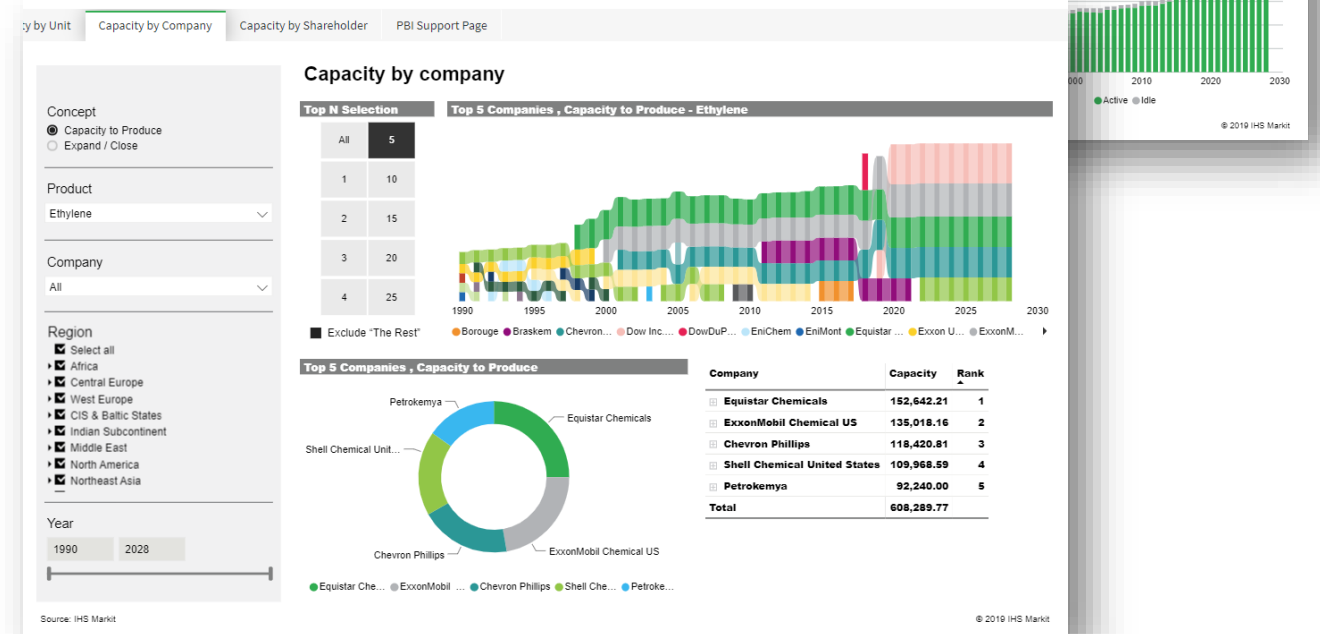 :y by Unit
Capacity by Company
Capacity by Shareholder
PBI Support Page
Capacity by company
Concept
Capacity to Produce
Expand / Close
Product
Ethylene
Company
All
Region
Select all
Africa
Central Europe
West Europe
CIS & Baltic States
Indian Subcontinent
Middle East
North America
Northeast Asia
Year
1990 2028
Top N Selection
All 5
1 10
2 15
3 20
4 25
Exclude "The Rest"
Top 5 Companies , Capacity to Produce - Ethylene
1990 1995 2000 2005 2010 2015 2020 2025 2030
Borouge Braskem Chevron... Dow Inc.... DowDuP... EniChem EniMont Equistar ... Exxon U... ExxonM...
Top 5 Companies , Capacity to Produce
Petrokemya
Equistar Chemicals
Shell Chemical Unit...
Chevron Phillips
ExxonMobil Chemical US
Equistar Che... ExxonMobil ... Chevron Phillips Shell Che... Petroke...
Company Capacity Rank
Equistar Chemicals 152,642.21 1
ExxonMobil Chemical US 135,018.16 2
Chevron Phillips 118,420.81 3
Shell Chemical United States 109,968.59 4
Petrokemya 92,240.00 5
Total 608,289.77
Source: IHS Markit
© 2019 IHS Markit
2010 2020 2030
Active Idle
© 2019 IHS Markit